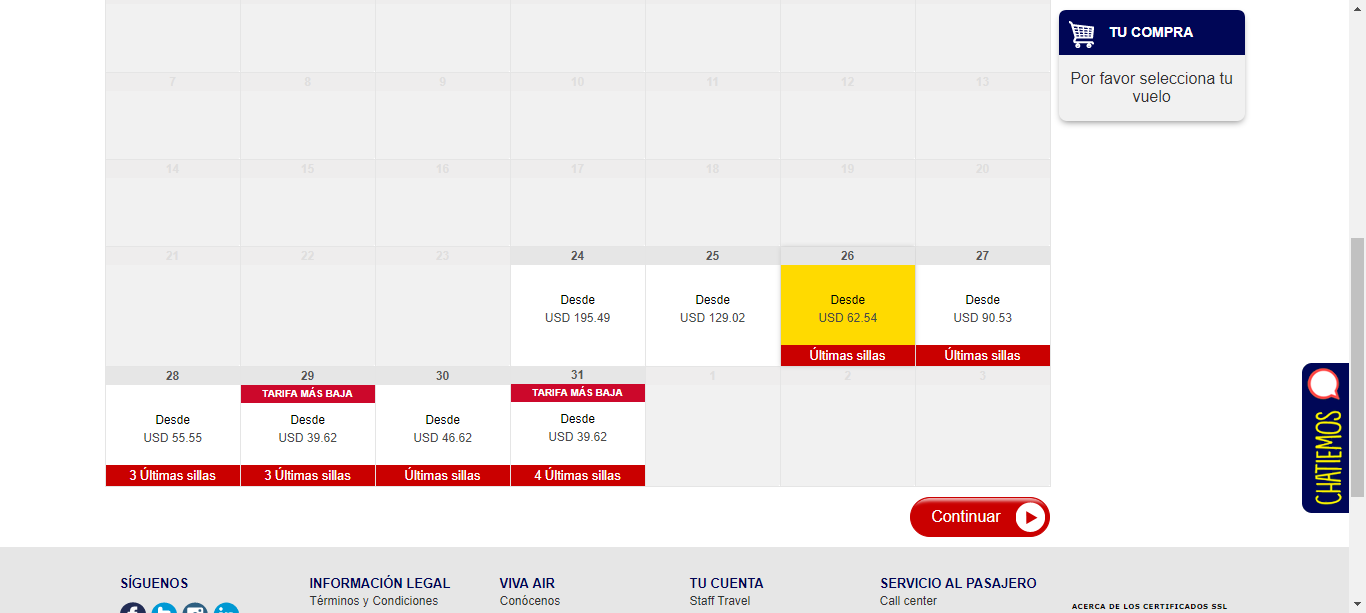 TU COMPRA
Por favor selecciona tu
vuelo
7 8 9 10 11 12 13
14 15 16 17 18 19 20
21 22 23 24 25 26 27
Desde Desde Desde Desde
USD 195.49 USD 129.02 USD 62.54 USD 90.53
Últimas sillas Últimas sillas
28 29 30 31 1 2 3
TARIFA MÁS BAJA TARIFA MÁS BAJA
Desde Desde Desde Desde
USD 55.55 USD 39.62 USD 46.62 USD 39.62
3 Últimas sillas 3 Últimas sillas Últimas sillas 4 Últimas sillas
CHATIEMOS
Continuar
SÍGUENOS INFORMACIÓN LEGAL VIVA AIR TU CUENTA SERVICIO AL PASAJERO
Términos y Condiciones Conócenos Staff Travel Call center
ACERCA DE LOS CERTIFICADOS SSL